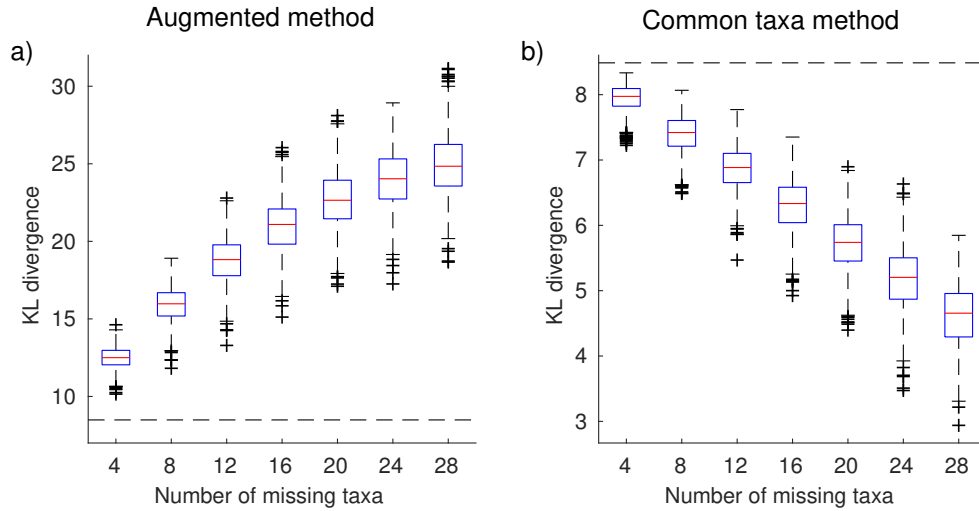 Augmented method
a)
KL divergence
30
25
20
15
10
4 8 12 16 20 24 28
Number of missing taxa
Common taxa method
b)
KL divergence
8
7
6
5
4
3
4 8 12 16 20 24 28
Number of missing taxa